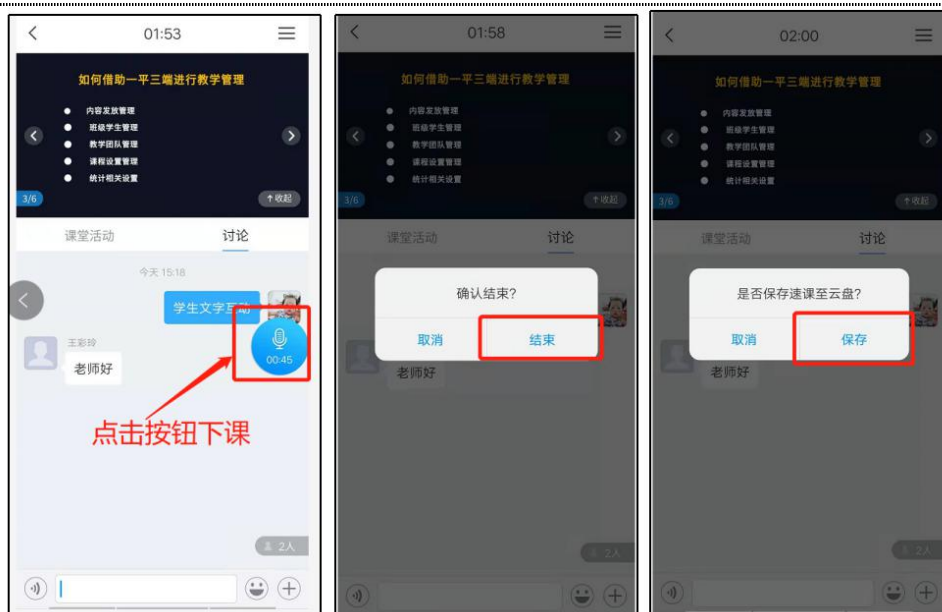 01:53
如何借助一平三端进行教学管理
内容发放管理
班级学生管理
教学团队管理
课程设置管理
统计相关设置
3/6
↑收起
课堂活动
讨论
今天 15:18
学生文字互动
00:45
王彩玲
老师好
点击按钮下课
2人
01:58
如何借助一平三端进行教学管理
内容发放管理
班级学生管理
教学团队管理
课程设置管理
统计相关设置
3/6
↑收起
课堂活动
讨论
确认结束?
取消
结束
老师好
2人
02:00
如何借助一平三端进行教学管理
内容发放管理
班级学生管理
教学团队管理
课程设置管理
统计相关设置
3/6
↑收起
课堂活动
讨论
是否保存速课至云盘?
取消
保存
老师好
2人